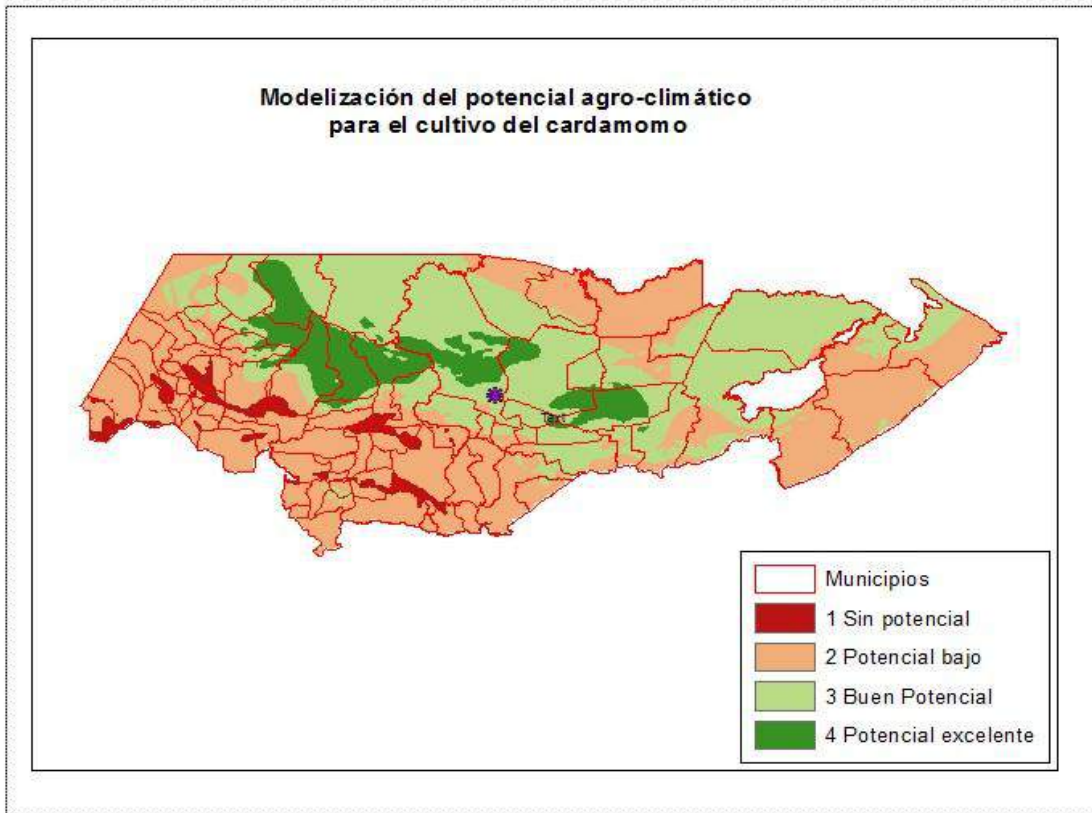 Modelización del potencial agro-climático
para el cultivo del cardamomo
Municipios
1 Sin potencial
2 Potencial bajo
3 Buen Potencial
4 Potencial excelente